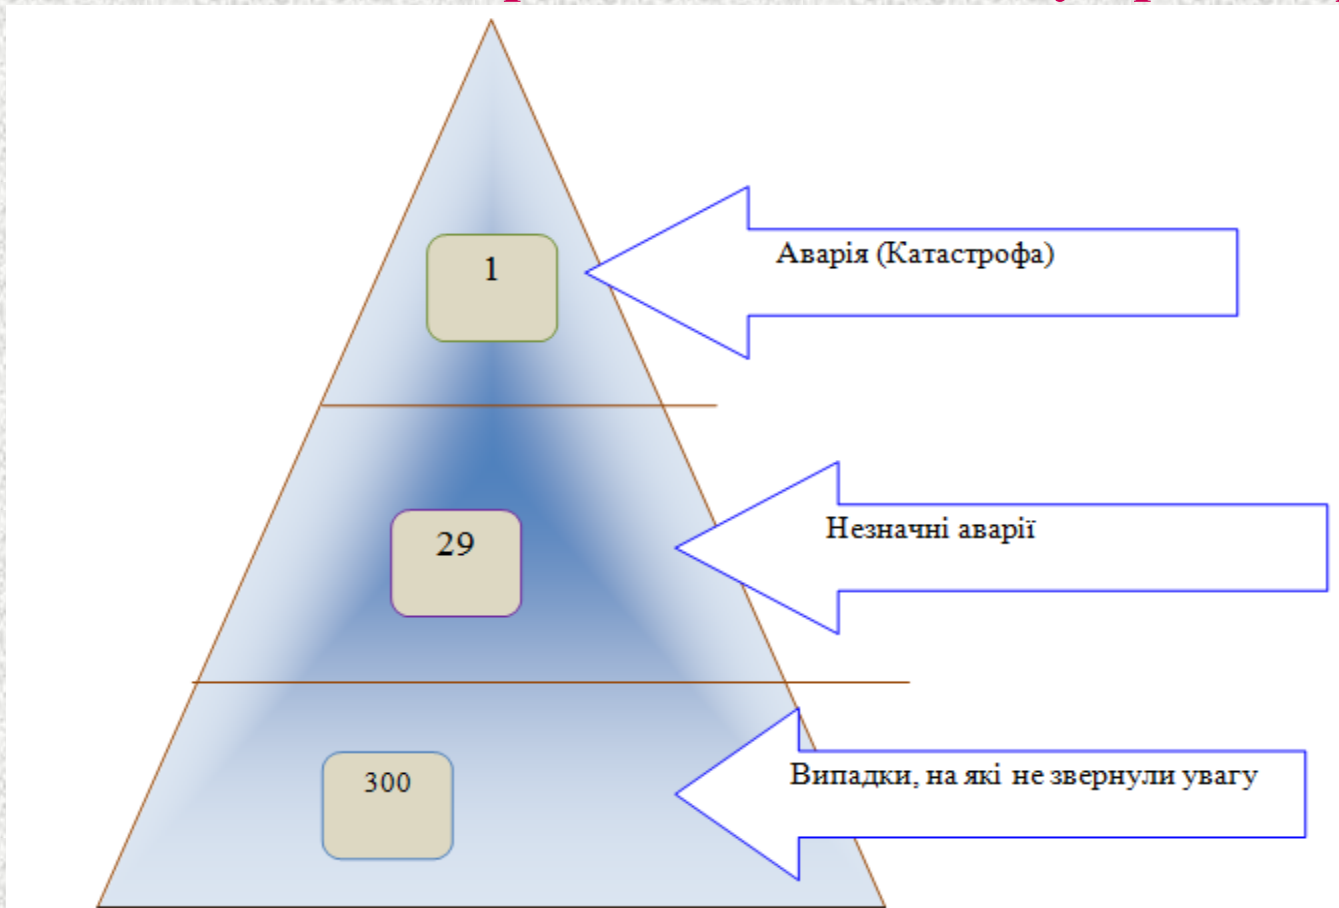 1
Аварія (Катастрофа)
29
Незначні аварії
300
Випадки, на які не звернули увагу